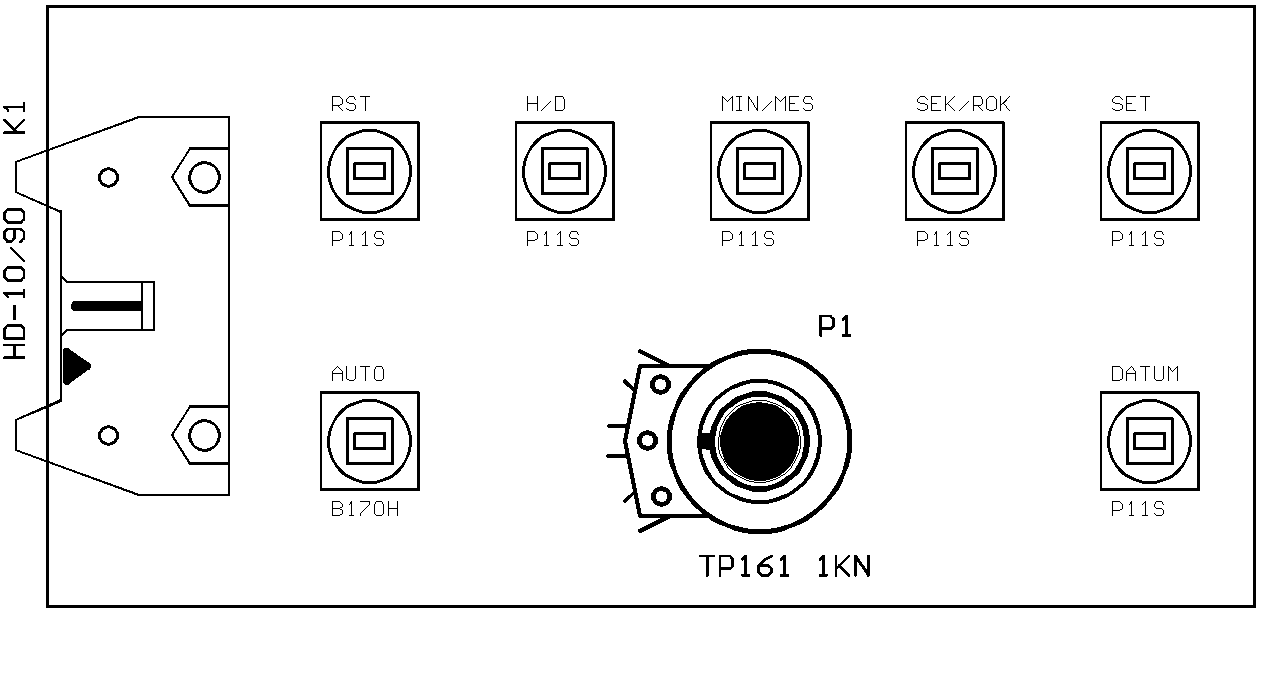 K1
HD-10/90
RST
H/D
MIN/MES
SEK/ROK
SET
P11S
P11S
P11S
P11S
P11S
P1
AUTO
DATUM
B170H
P11S
TP161 1KN